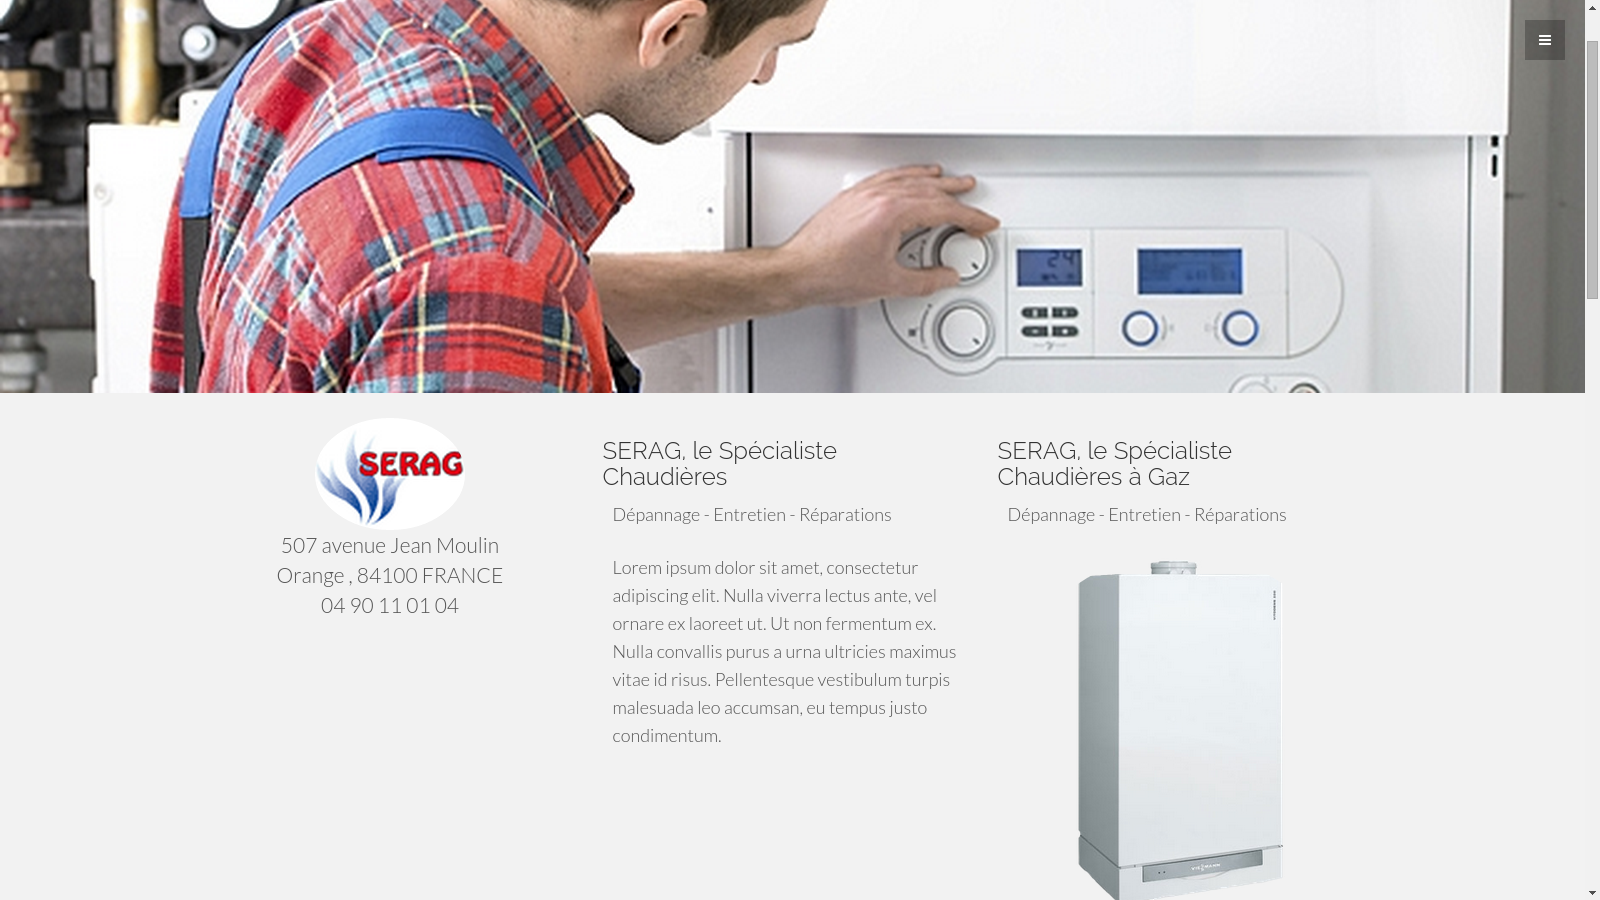 24
SERAG
507 avenue Jean Moulin
Orange , 84100 FRANCE
04 90 11 01 04
SERAG, le Spécialiste
Chaudières
Dépannage - Entretien - Réparations
Lorem ipsum dolor sit amet, consectetur
adipiscing elit. Nulla viverra lectus ante, vel
ornare ex laoreet ut. Ut non fermentum ex.
Nulla convallis purus a urna ultricies maximus
vitae id risus. Pellentesque vestibulum turpis
malesuada leo accumsan, eu tempus justo
condimentum.
SERAG, le Spécialiste
Chaudières à Gaz
Dépannage - Entretien - Réparations